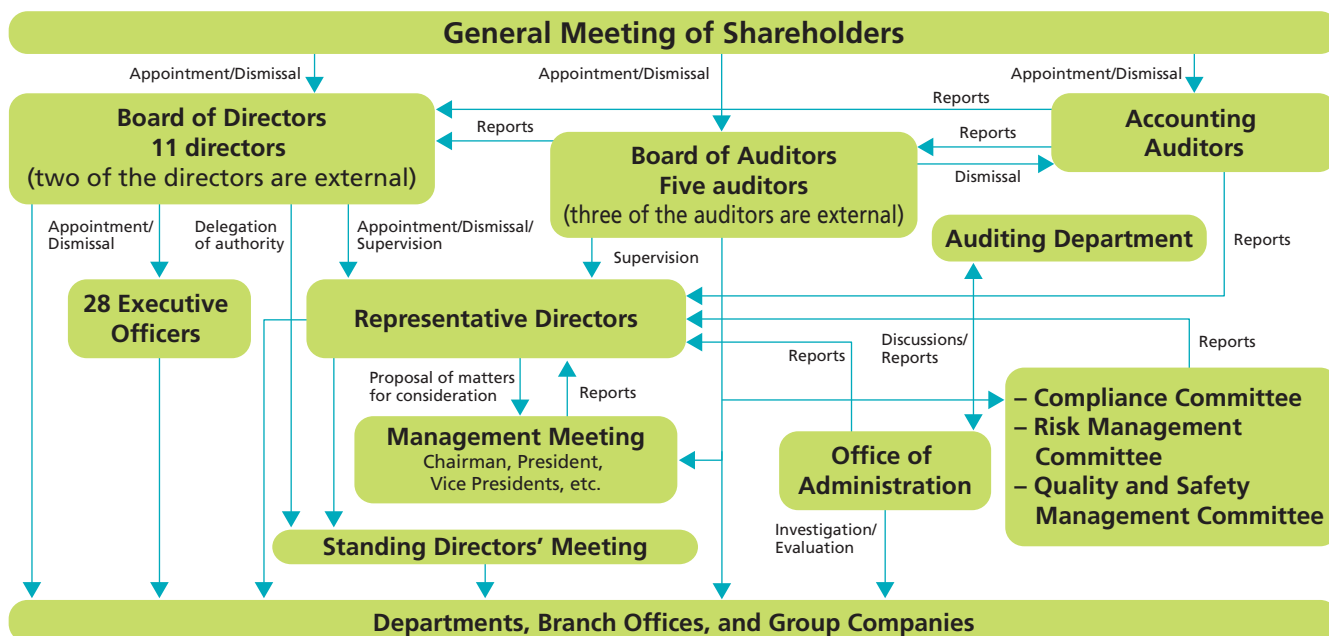 General Meeting of Shareholders
Appointment/Dismissal
Appointment/Dismissal
Appointment/Dismissal
Board of Directors
11 directors
(two of the directors are external)
Reports
Reports
Reports
Dismissal
Board of Auditors
Five auditors
(three of the auditors are external)
Accounting
Auditors
Appointment/
Dismissal
Delegation
of authority
Appointment/Dismissal/
Supervision
Supervision
Auditing Department
Reports
28 Executive
Officers
Representative Directors
Proposal of matters
for consideration
Reports
Reports
Discussions/
Reports
Reports
Management Meeting
Chairman, President,
Vice Presidents, etc.
Office of
Administration
– Compliance Committee
– Risk Management
Committee
– Quality and Safety
Management Committee
Investigation/
Evaluation
Standing Directors’ Meeting
Departments, Branch Offices, and Group Companies